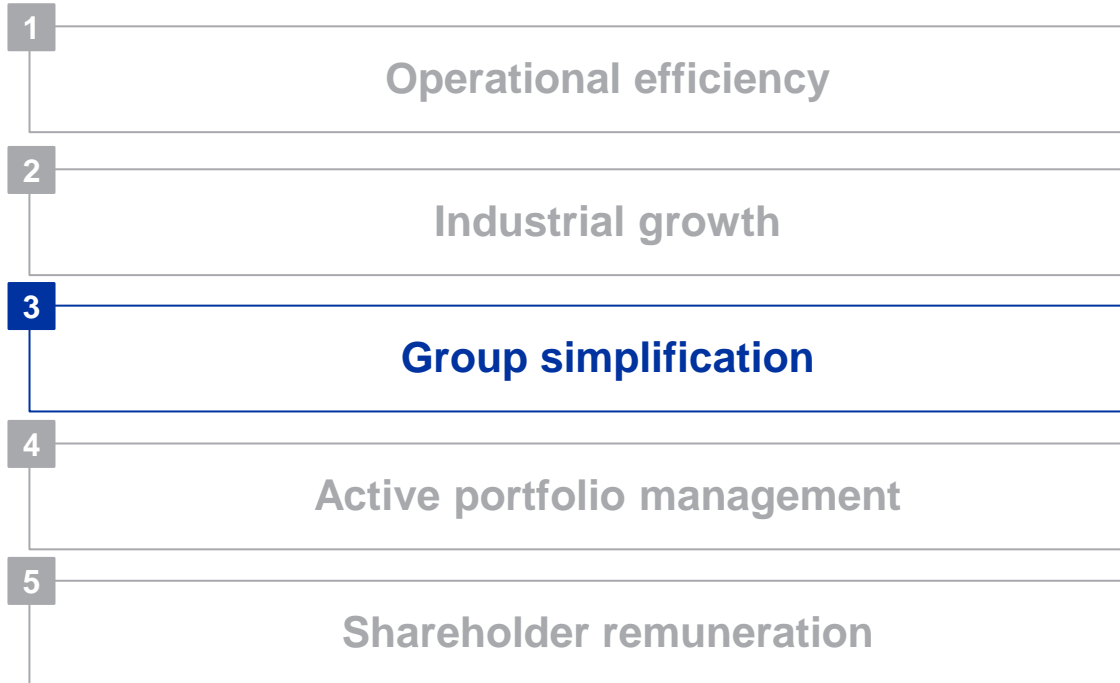 1
Operational efficiency
2
Industrial growth
3
Group simplification
4
Active portfolio management
5
Shareholder remuneration